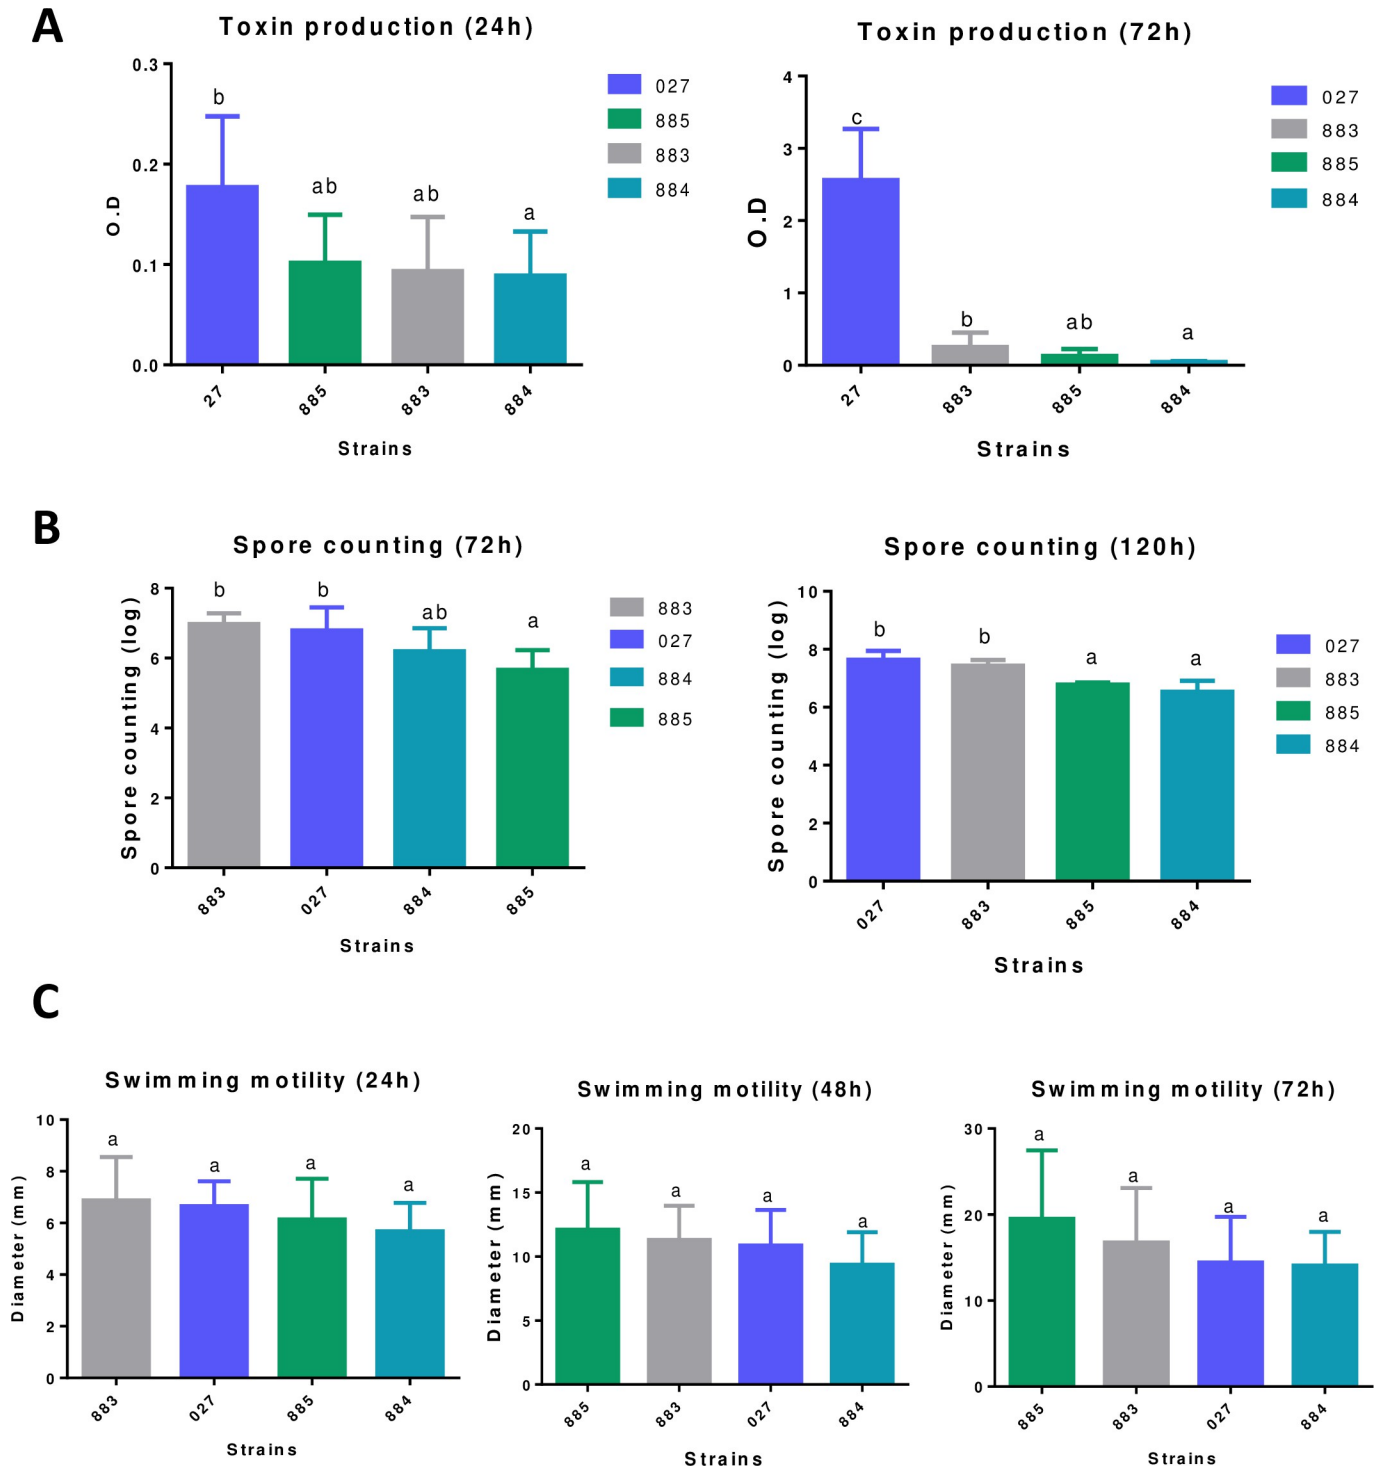 A
Toxin production (24h)
0.3
0.2
0.1
0.0
O.D
b
ab
ab
a
27
885
883
884
Strains
027
885
883
884
Toxin production (72h)
4
3
2
1
0
O.D
c
b
ab
a
27
883
885
884
Strains
027
883
885
884
B
Spore counting (72h)
8
6
4
2
0
Spore counting (log)
b
b
ab
a
883
027
884
885
Strains
883
027
884
885
Spore counting (120h)
10
8
6
4
2
0
Spore counting (log)
b
b
a
a
027
883
885
884
Strains
027
883
885
884
C
Swimming motility (24h)
10
8
6
4
2
0
Diameter (mm)
a
a
a
a
883
027
885
884
Strains
Swimming motility (48h)
20
15
10
5
0
Diameter (mm)
a
a
a
a
885
883
027
884
Strains
Swimming motility (72h)
30
20
10
0
Diameter (mm)
a
a
a
a
885
883
027
884
Strains